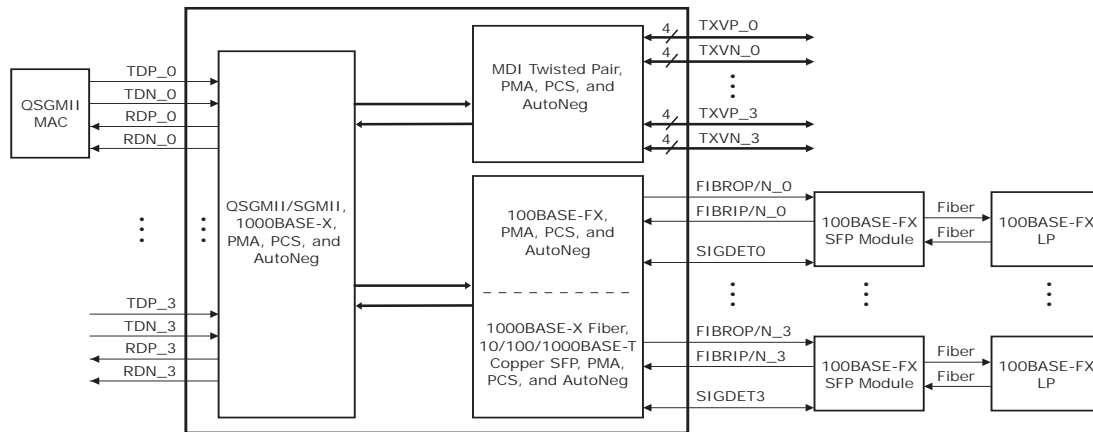 QSGMII
MAC
TDP_0
TDN_0
RDP_0
RDN_0
TDP_3
TDN_3
RDP_3
RDN_3
QSGMII/SGMII,
1000BASE-X,
PMA, PCS, and
AutoNeg
MDI Twisted Pair,
PMA, PCS, and
AutoNeg
4 TXVP_0
4 TXVN_0
4 TXVP_3
4 TXVN_3
100BASE-FX,
PMA, PCS, and
AutoNeg
1000BASE-X Fiber,
10/100/1000BASE-T
Copper SFP, PMA,
PCS, and AutoNeg
FIBROP/N_0
FIBRIP/N_0
SIGDET0
100BASE-FX
SFP Module
Fiber
Fiber
100BASE-FX
LP
FIBROP/N_3
FIBRIP/N_3
SIGDET3
100BASE-FX
SFP Module
Fiber
Fiber
100BASE-FX
LP